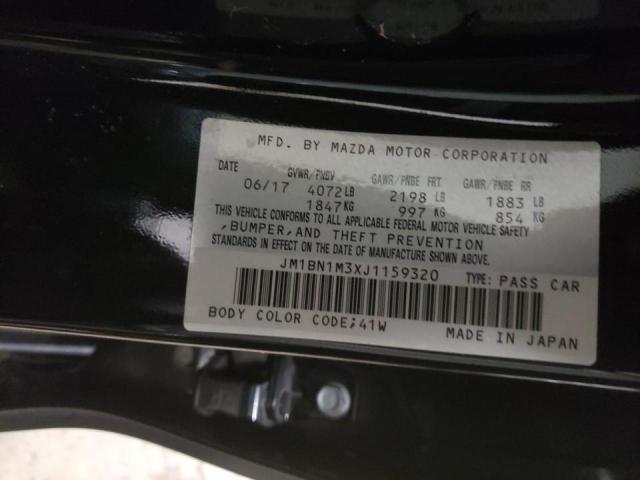 MFD. BY MAZDA MOTOR CORPORATION
DATE GVWR/PNBV GAWR/PNBE FRT GAWR/PNBE RR
06/17 4072LB 2198 LB 1883 LB
1847KG 997 KG 854 KG
THIS VEHICLE CONFORMS TO ALL APPLICABLE FEDERAL MOTOR VEHICLE SAFETY
,BUMPER,AND THEFT PREVENTION
STANDARDS IN EFFECT ON THE DATE OF MANUFACTURE SHOWN ABOVE.
JM1BN1M3XJ1159320 TYPE: PASS CAR
BODY COLOR CODE;41W MADE IN JAPAN